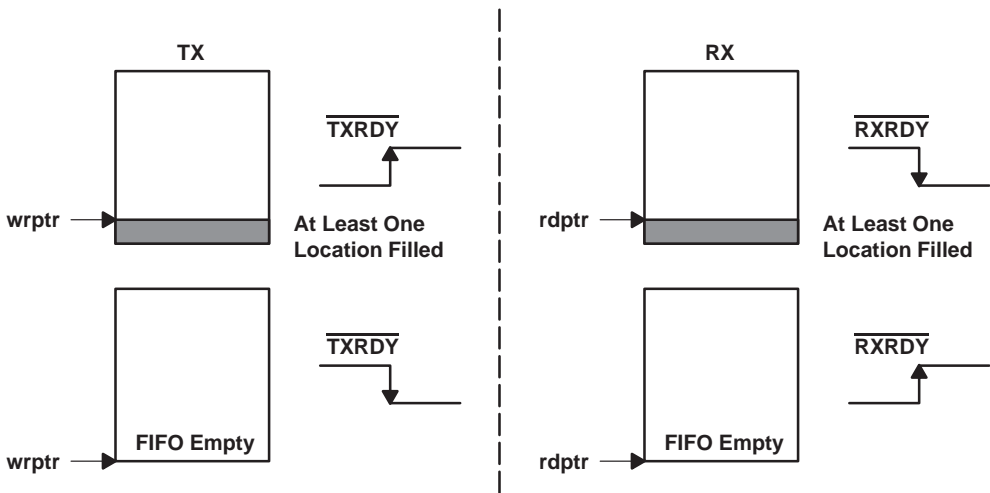 TX
TXRDY
wrptr
At Least One
Location Filled
TXRDY
FIFO Empty
wrptr
RX
RXRDY
rdptr
At Least One
Location Filled
RXRDY
FIFO Empty
rdptr